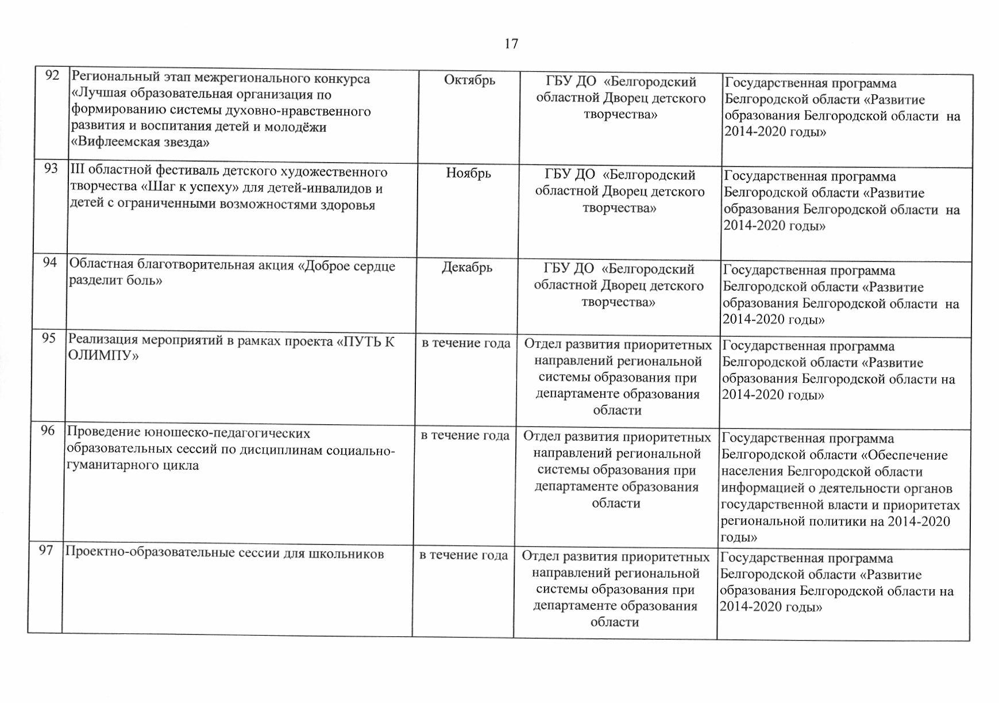 17
92
Региональный этап межрегионального конкурса
«Лучшая образовательная организация по
формированию системы духовно-нравственного
развития и воспитания детей и молодёжи
«Вифлеемская звезда»
Октябрь
ГБУ ДО «Белгородский
областной Дворец детского
творчества»
Государственная программа
Белгородской области «Развитие
образования Белгородской области на
2014-2020 годы»
93
III областной фестиваль детского художественного
творчества «Шаг к успеху» для детей-инвалидов и
детей с ограниченными возможностями здоровья
Ноябрь
ГБУ ДО «Белгородский
областной Дворец детского
творчества»
Государственная программа
Белгородской области «Развитие
образования Белгородской области на
2014-2020 годы»
94
Областная благотворительная акция «Доброе сердце
разделит боль»
Декабрь
ГБУ ДО «Белгородский
областной Дворец детского
творчества»
Государственная программа
Белгородской области «Развитие
образования Белгородской области на
2014-2020 годы»
95
Реализация мероприятий в рамках проекта «ПУТЬ К
ОЛИМПУ»
в течение года
Отдел развития приоритетных
направлений региональной
системы образования при
департаменте образования
области
Государственная программа
Белгородской области «Развитие
образования Белгородской области на
2014-2020 годы»
96
Проведение юношеско-педагогических
образовательных сессий по дисциплинам социально-
гуманитарного цикла
в течение года
Отдел развития приоритетных
направлений региональной
системы образования при
департаменте образования
области
Государственная программа
Белгородской области «Обеспечение
населения Белгородской области
информацией о деятельности органов
государственной власти и приоритетах
региональной политики на 2014-2020
годы»
97
Проектно-образовательные сессии для школьников
в течение года
Отдел развития приоритетных
направлений региональной
системы образования при
департаменте образования
области
Государственная программа
Белгородской области «Развитие
образования Белгородской области на
2014-2020 годы»